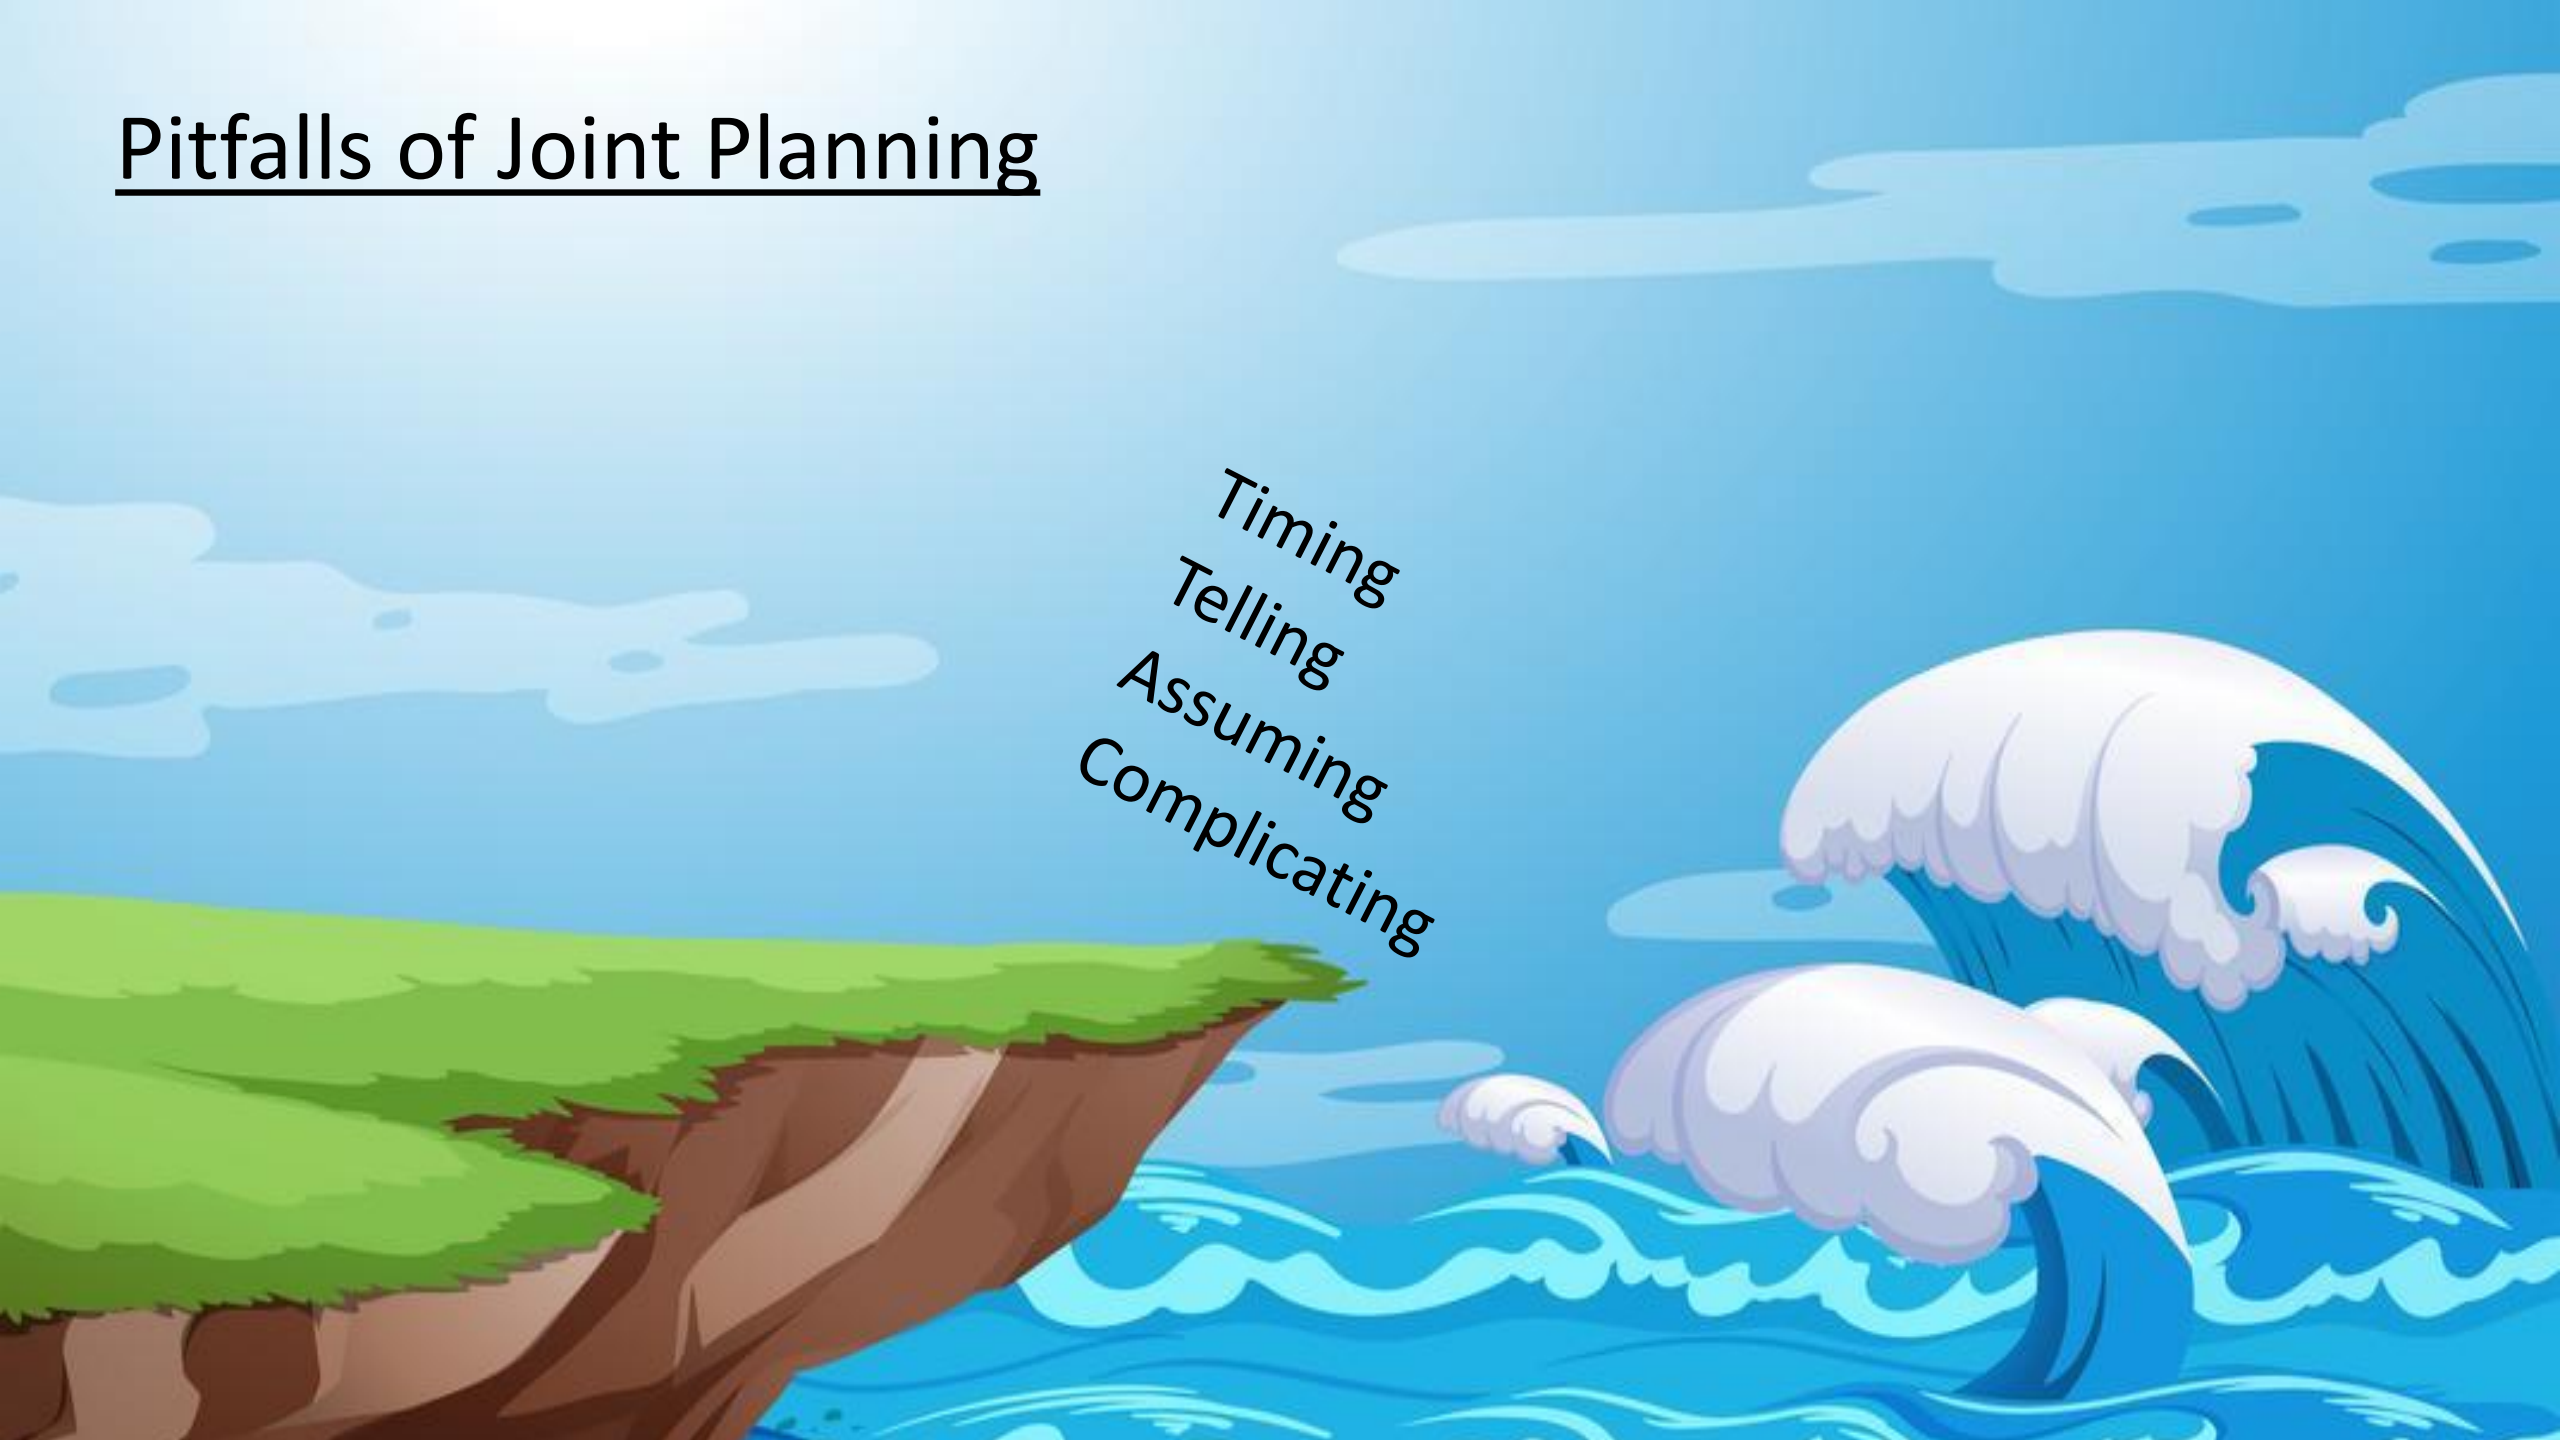 Pitfalls of Joint Planning
Timing
Telling
Assuming
Complicating